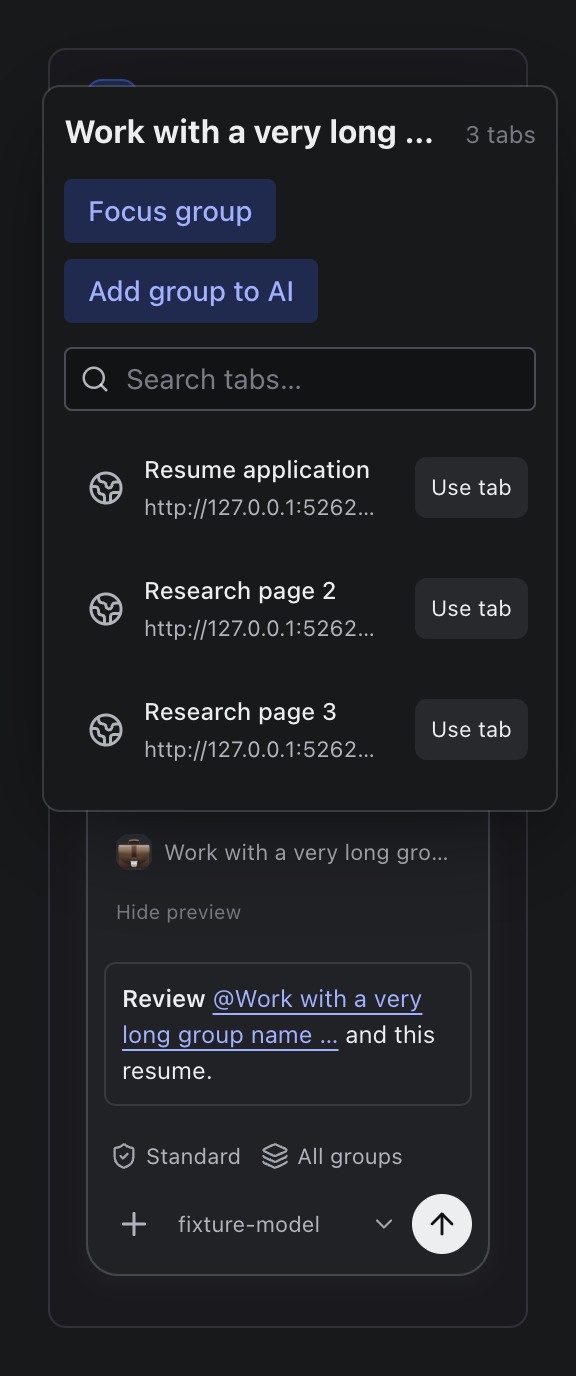 Work with a very long ...
3 tabs
Focus group
Add group to AI
Search tabs...
Resume application
http://127.0.0.1:5262...
Use tab
Research page 2
http://127.0.0.1:5262...
Use tab
Research page 3
http://127.0.0.1:5262...
Use tab
Work with a very long gro...
Hide preview
Review @Work with a very
long group name ... and this
resume.
Standard
All groups
fixture-model